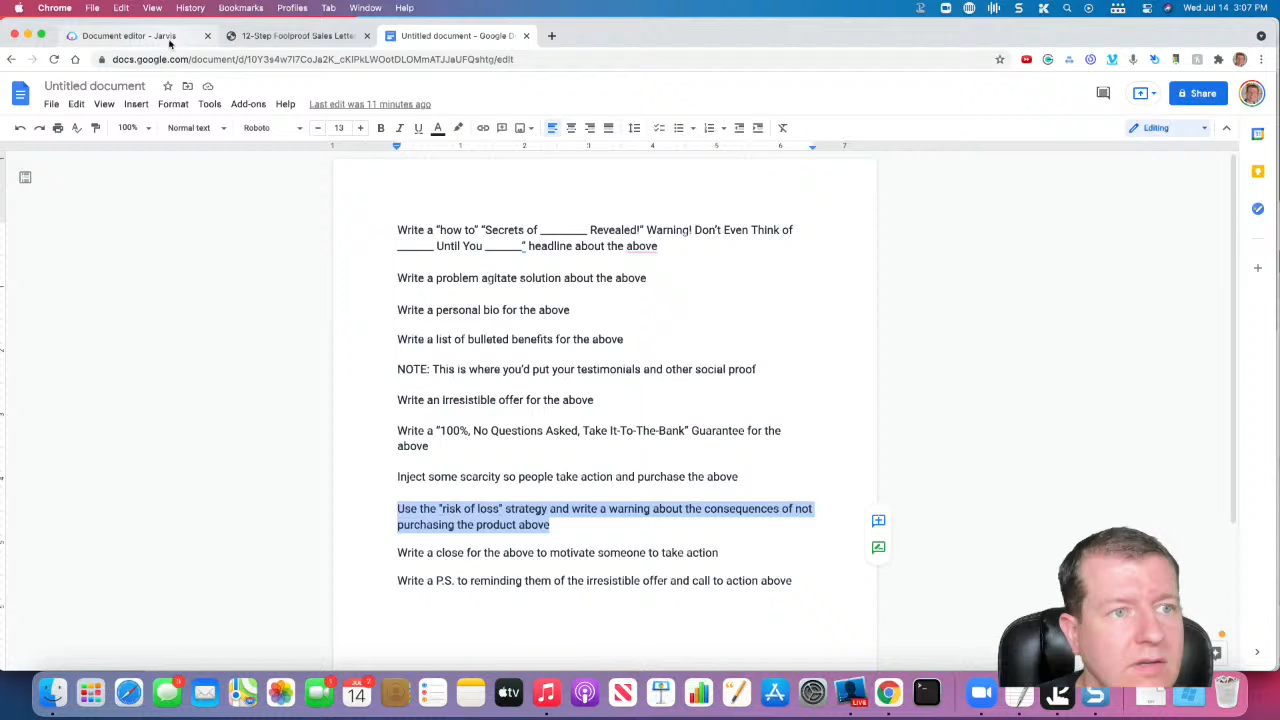 Chrome File Edit View History Bookmarks Profiles Tab Window Help Wed Jul 14 3:07 PM
Document editor - Jarvis 12-Step Foolproof Sales Letter Untitled document - Google D
Untitled document
File Edit View Insert Format Tools Add-ons Help Last edit was 11 minutes ago
Share
100% Normal text Roboto 13 Editing
1 1 2 3 4 5 6 7
Write a “how to” “Secrets of ________ Revealed!” Warning! Don’t Even Think of
______ Until You ______“ headline about the above
Write a problem agitate solution about the above
Write a personal bio for the above
Write a list of bulleted benefits for the above
NOTE: This is where you’d put your testimonials and other social proof
Write an irresistible offer for the above
Write a “100%, No Questions Asked, Take It-To-The-Bank” Guarantee for the
above
Inject some scarcity so people take action and purchase the above
Use the "risk of loss" strategy and write a warning about the consequences of not
purchasing the product above
Write a close for the above to motivate someone to take action
Write a P.S. to reminding them of the irresistible offer and call to action above